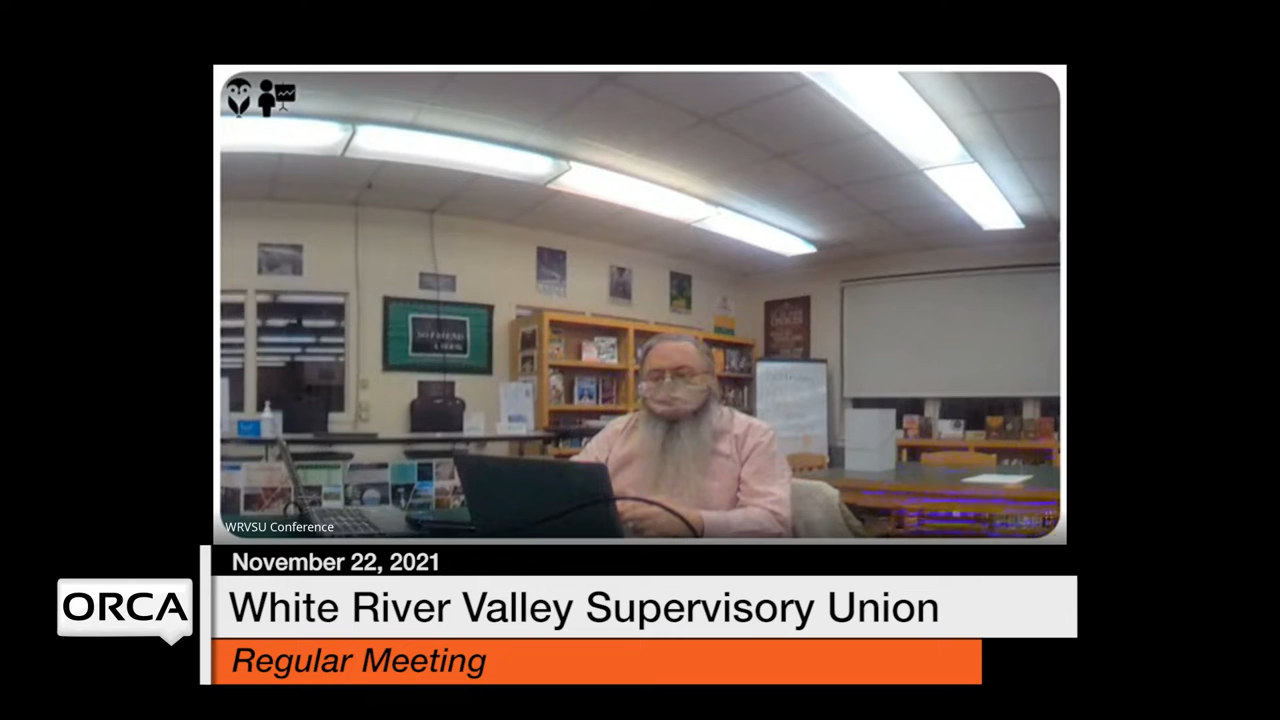 WRVSU Conference
November 22, 2021
ORCA
White River Valley Supervisory Union
Regular Meeting